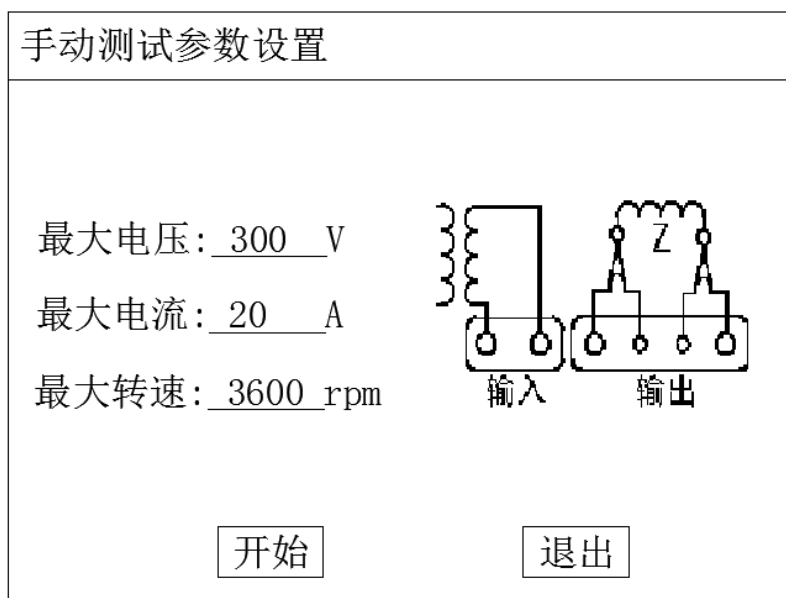 手动测试参数设置
最大电压: 300 V
最大电流: 20 A
最大转速: 3600 rpm
Z
输入 输出
开始 退出